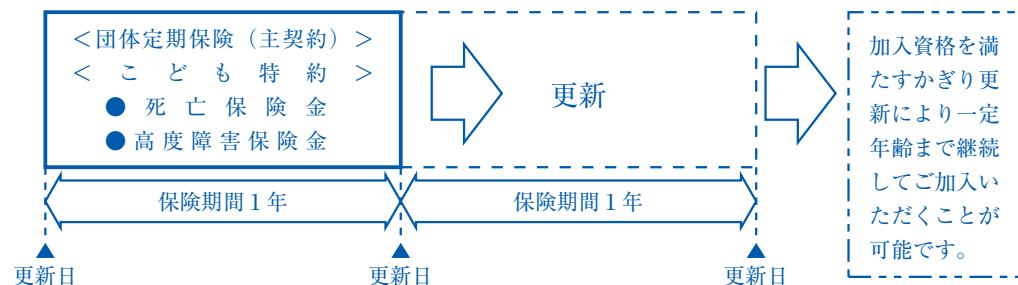 ＜団体定期保険（主契約）＞
＜こども特約＞
●死亡保険金
●高度障害保険金
更新
加入資格を満
たすかぎり更
新により一定
年齢まで継続
してご加入い
ただくことが
可能です。
保険期間１年
保険期間１年
更新日
更新日
更新日